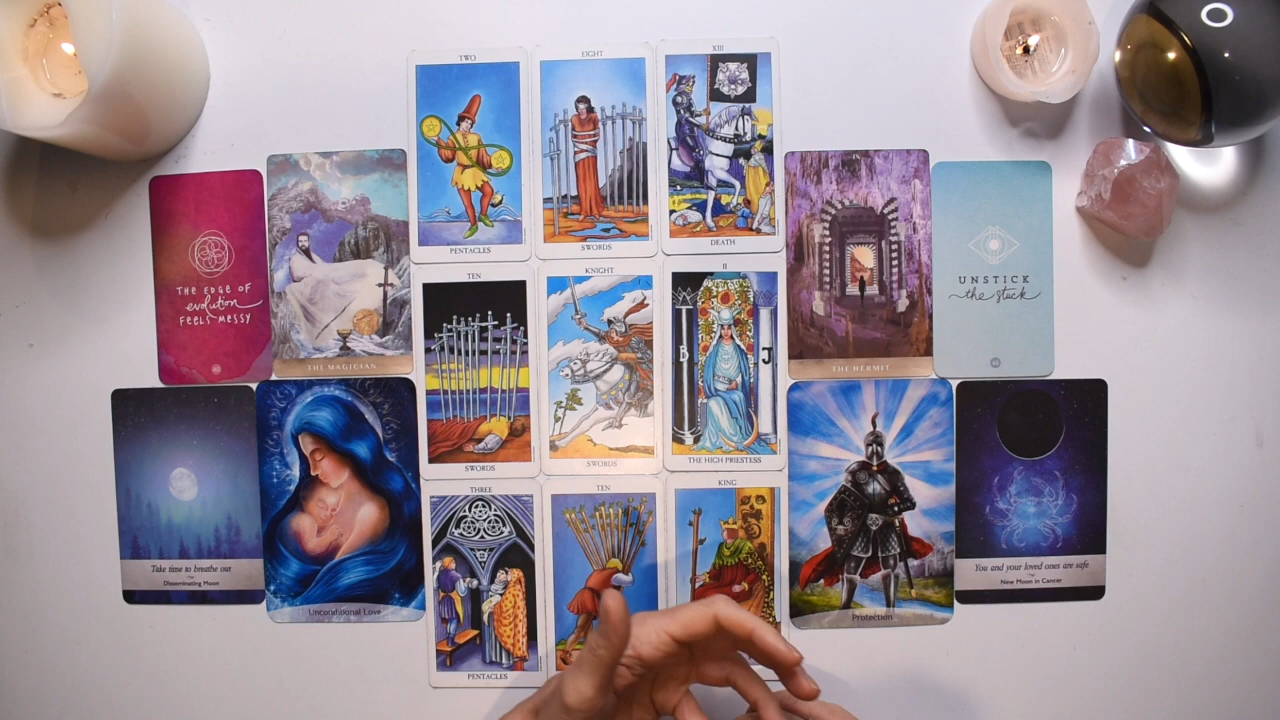 TWO
PENTACLES
EIGHT
SWORDS
XIII
DEATH
THE EDGE OF
evolution
FEELS MESSY
THE MAGICIAN
IX
THE HERMIT
UNSTICK
the stuck
TEN
SWORDS
KNIGHT
SWORDS
II
B
J
THE HIGH PRIESTESS
Take time to breathe out
Disseminating Moon
Unconditional Love
THREE
PENTACLES
TEN
KING
Protection
You and your loved ones are safe
New Moon in Cancer